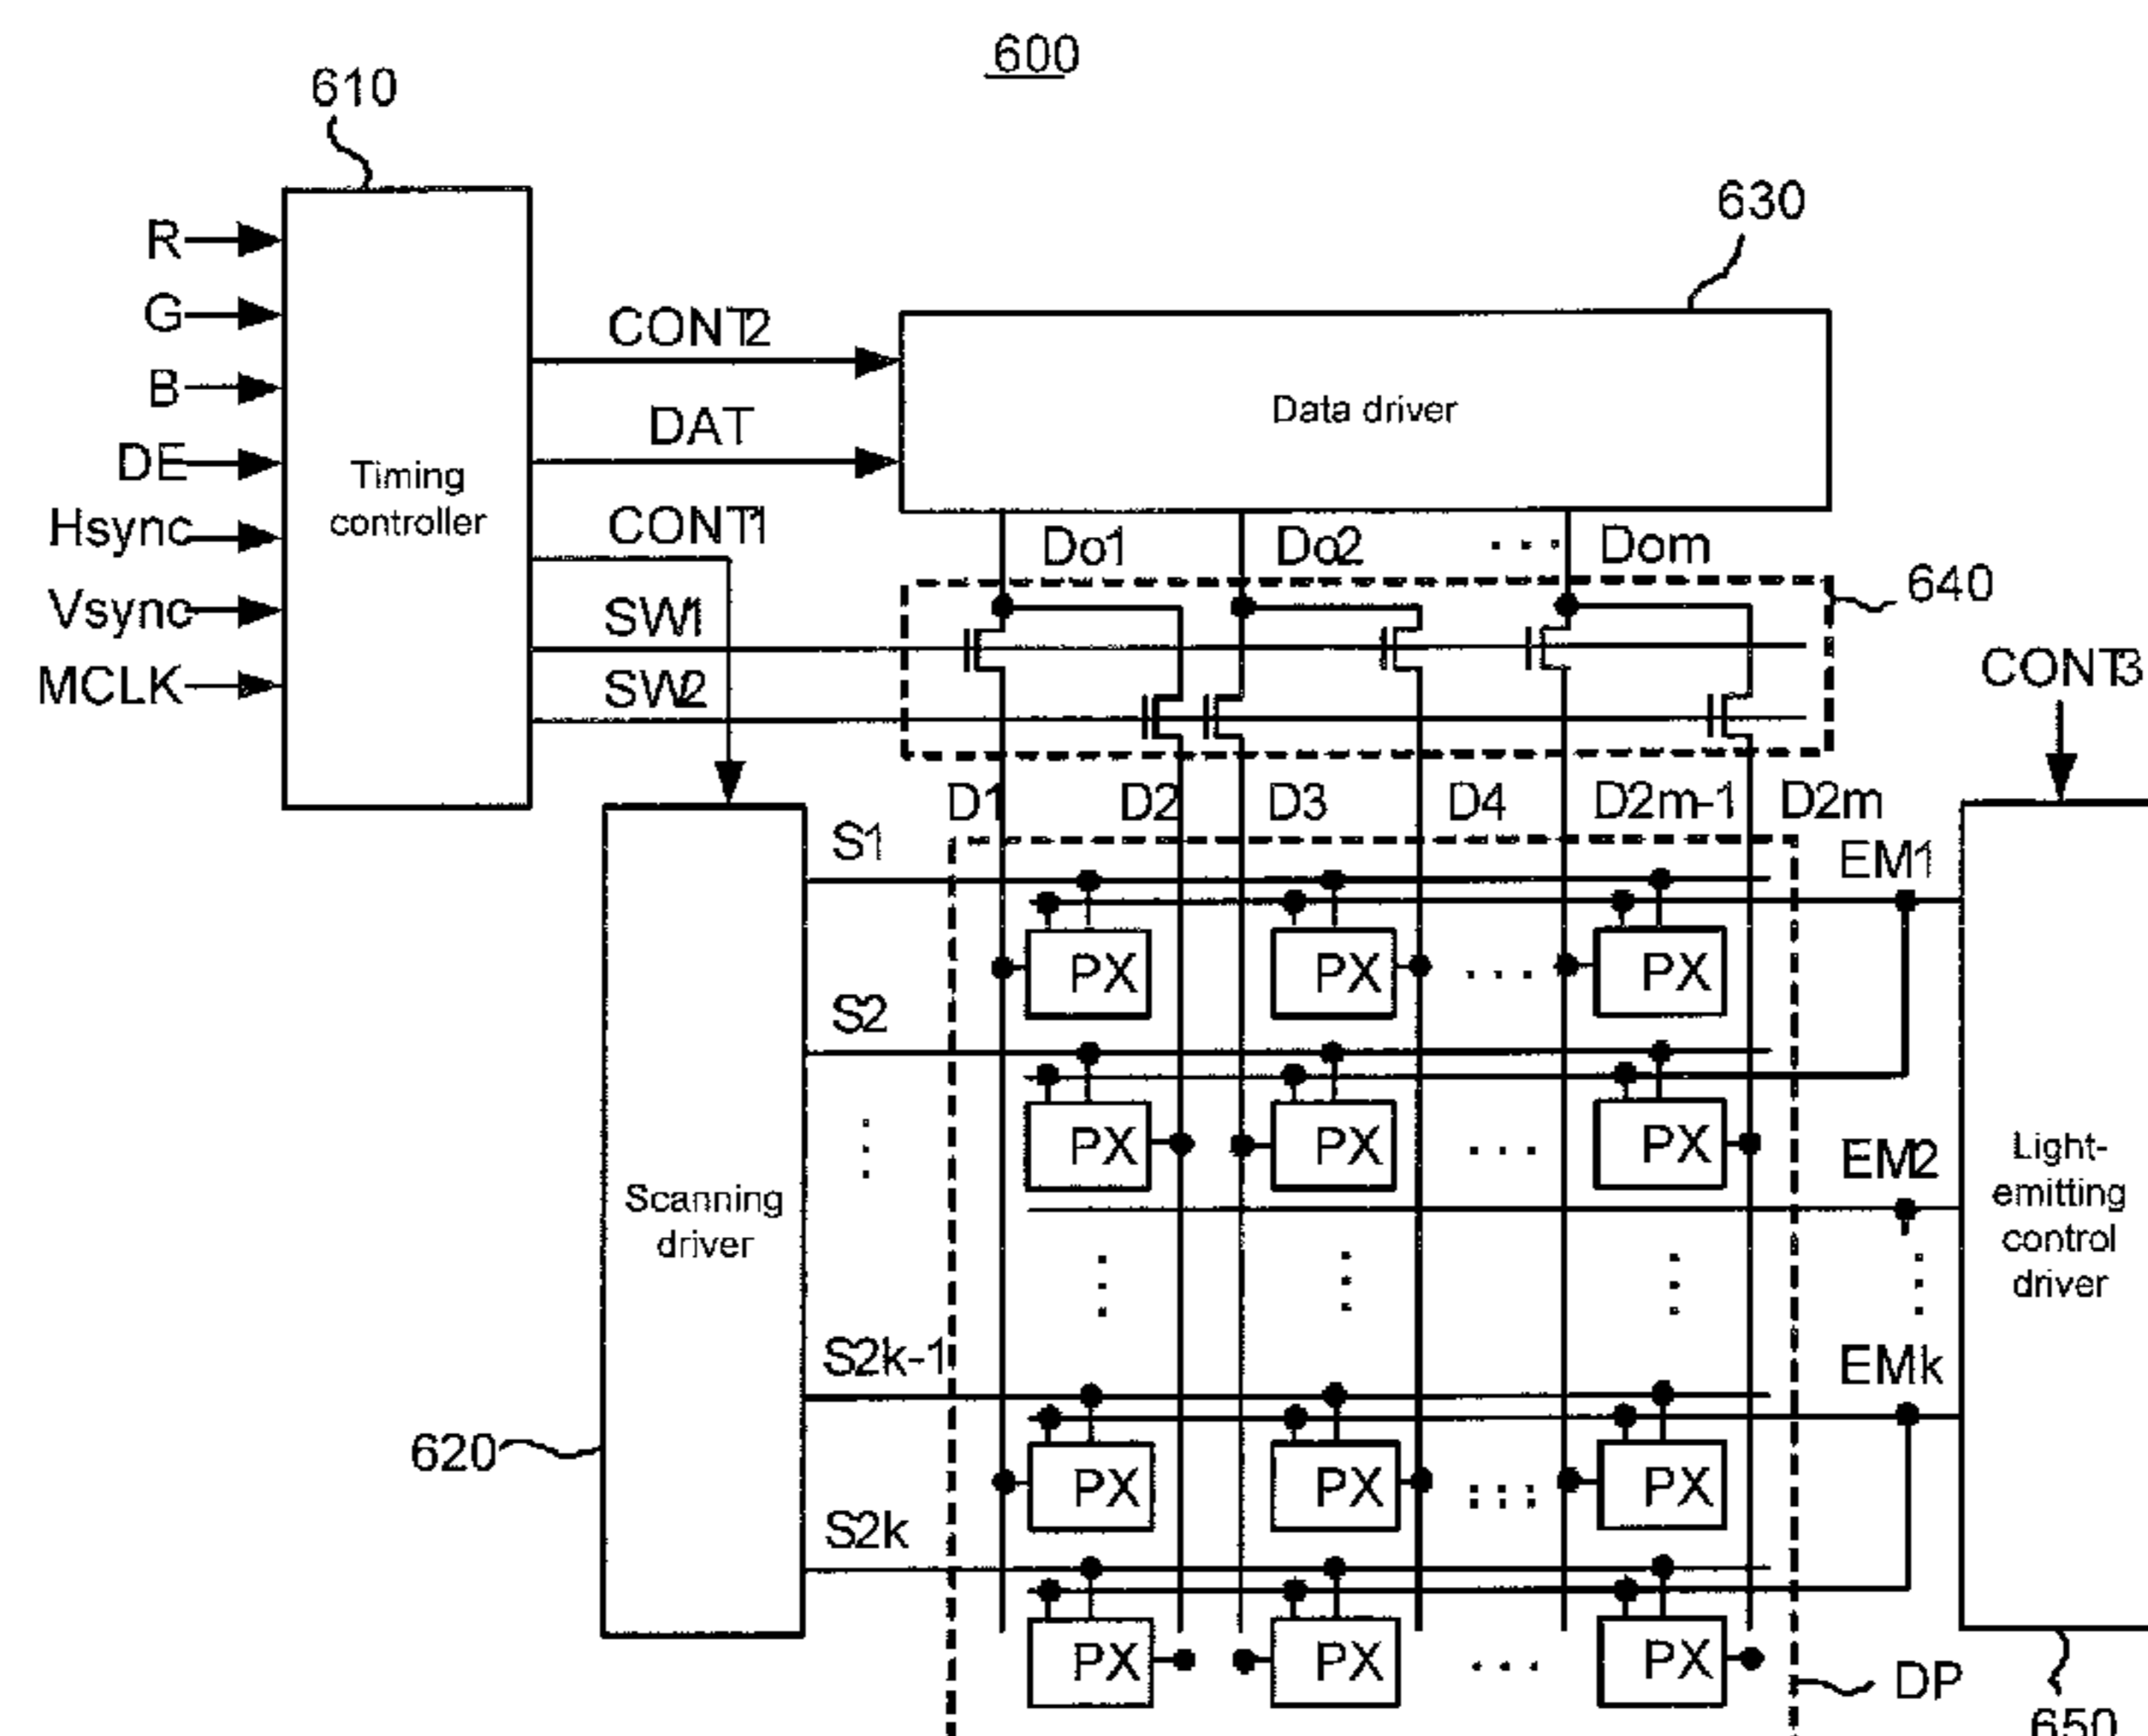 600
610
630
R
G
B
DE
Hsync
Vsync
MCLK
Timing
controller
CONT2
DAT
CONT1
SW1
SW2
Data driver
Do1 Do2 ... Dom
640
CONT3
D1 D2 D3 D4 D2m-1 D2m
S1
EM1
PX PX ... PX
S2
PX PX ... PX
EM2
Scanning
driver
Light-
emitting
control
driver
S2k-1
EMk
620
PX PX ... PX
S2k
PX PX ... PX
DP
650